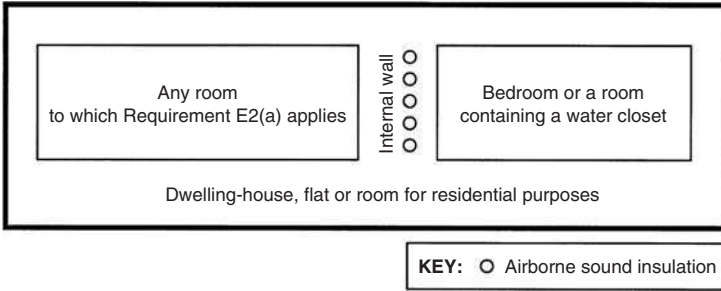 Any room
to which Requirement E2(a) applies
Internal wall
Bedroom or a room
containing a water closet
Dwelling-house, flat or room for residential purposes
KEY: Airborne sound insulation